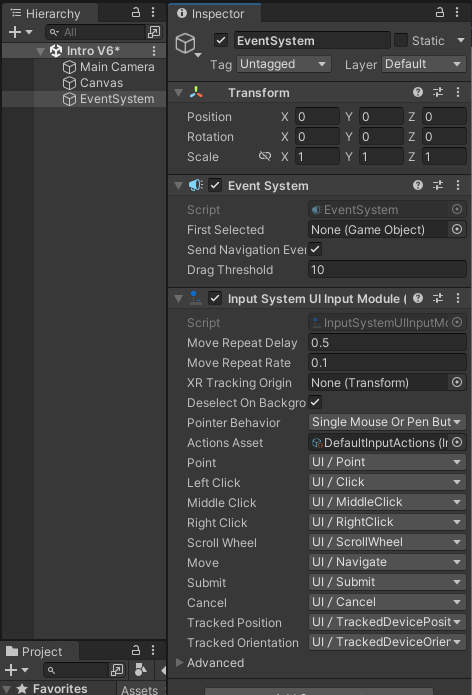 Hierarchy
All
Intro V6*
Main Camera
Canvas
EventSystem
Project
Favorites
Assets
Inspector
EventSystem
Static
Tag Untagged Layer Default
Transform
Position X 0 Y 0 Z 0
Rotation X 0 Y 0 Z 0
Scale X 1 Y 1 Z 1
Event System
Script EventSystem
First Selected None (Game Object)
Send Navigation Ever
Drag Threshold 10
Input System UI Input Module (
Script InputSystemUIInputMo
Move Repeat Delay 0.5
Move Repeat Rate 0.1
XR Tracking Origin None (Transform)
Deselect On Backgro
Pointer Behavior Single Mouse Or Pen But
Actions Asset DefaultInputActions (In
Point UI / Point
Left Click UI / Click
Middle Click UI / MiddleClick
Right Click UI / RightClick
Scroll Wheel UI / ScrollWheel
Move UI / Navigate
Submit UI / Submit
Cancel UI / Cancel
Tracked Position UI / TrackedDevicePosit
Tracked Orientation UI / TrackedDeviceOrier
Advanced